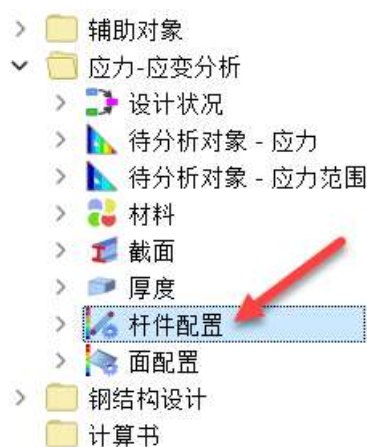 辅助对象
应力-应变分析
设计状况
待分析对象 - 应力
待分析对象 - 应力范围
材料
截面
厚度
杆件配置
面配置
钢结构设计
计算书